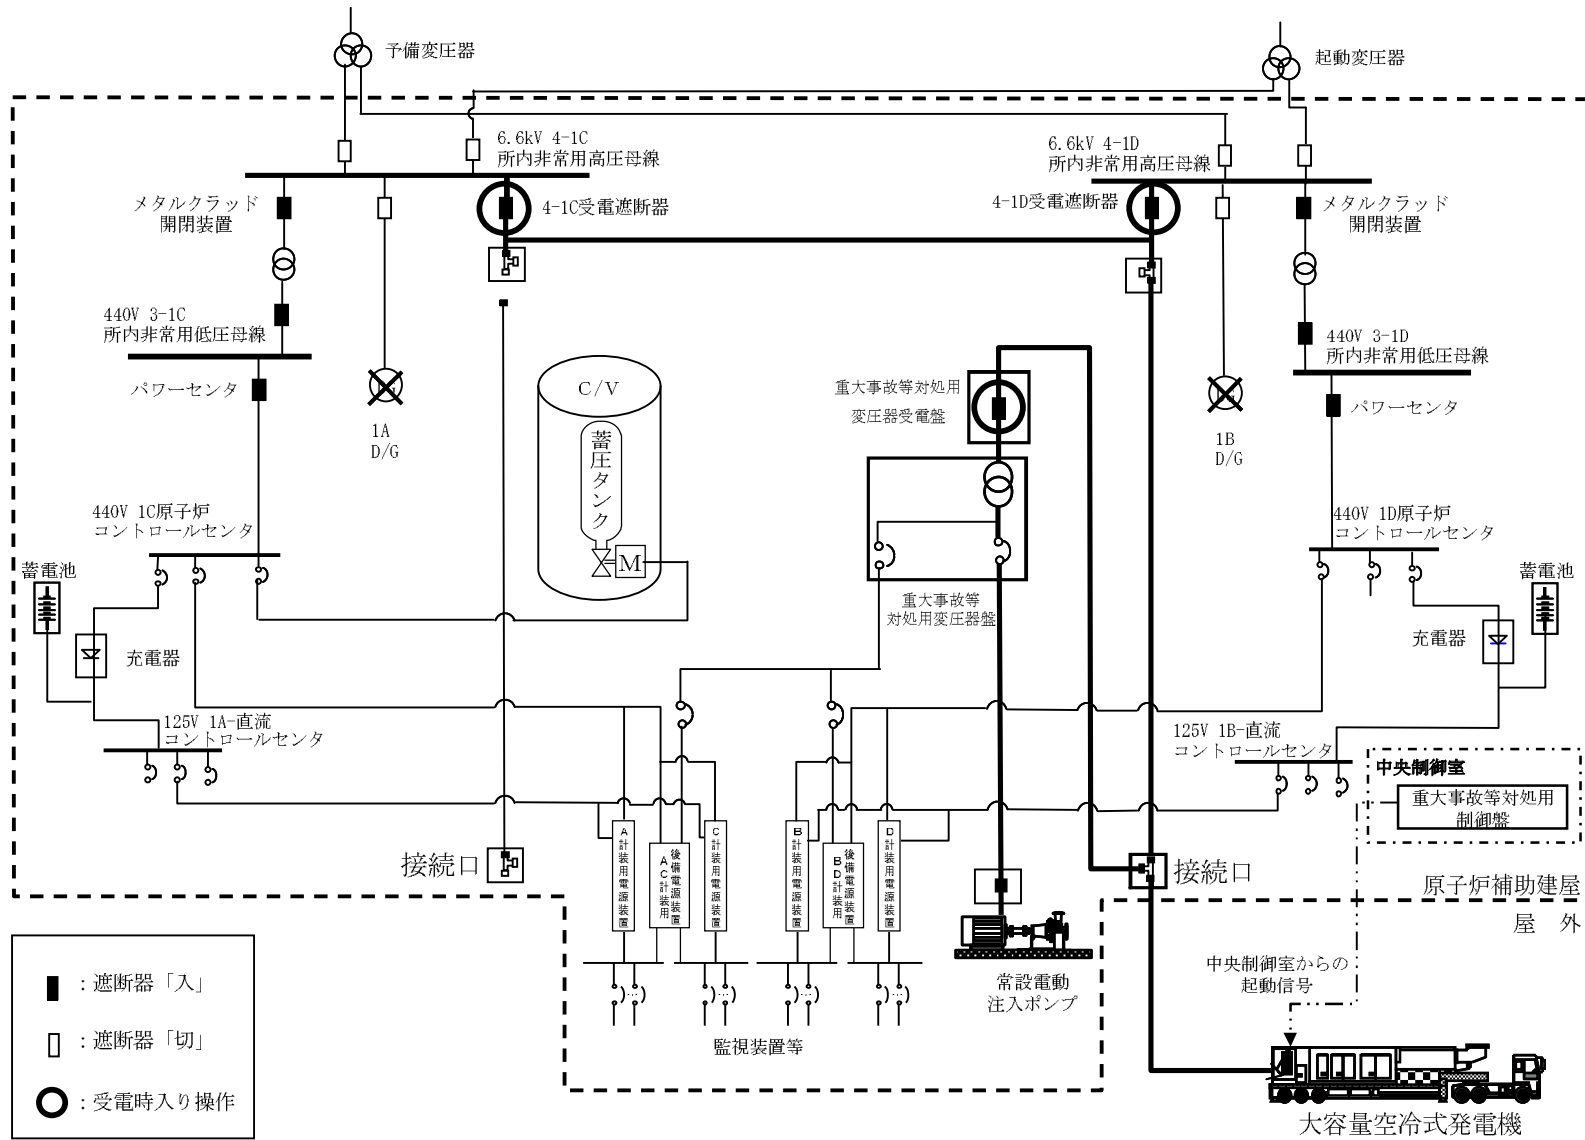 予備変圧器
起動変圧器
6.6kV 4-1C
所内非常用高圧母線
6.6kV 4-1D
所内非常用高圧母線
メタルクラッド
開閉装置
4-1C受電遮断器
4-1D受電遮断器
メタルクラッド
開閉装置
440V 3-1C
所内非常用低圧母線
440V 3-1D
所内非常用低圧母線
パワーセンタ
パワーセンタ
C/V
蓄圧タンク
M
重大事故等対処用
変圧器受電盤
1A
D/G
1B
D/G
440V 1C原子炉
コントロールセンタ
440V 1D原子炉
コントロールセンタ
蓄電池
蓄電池
重大事故等
対処用変圧器盤
充電器
充電器
125V 1A-直流
コントロールセンタ
125V 1B-直流
コントロールセンタ
中央制御室
重大事故等対処用
制御盤
A計装用電源装置
AC計装用
後備電源装置
C計装用電源装置
B計装用電源装置
BD計装用
後備電源装置
D計装用電源装置
接続口
接続口
原子炉補助建屋
屋 外
常設電動
注入ポンプ
中央制御室からの
起動信号
監視装置等
大容量空冷式発電機
:遮断器「入」
:遮断器「切」
:受電時入り操作